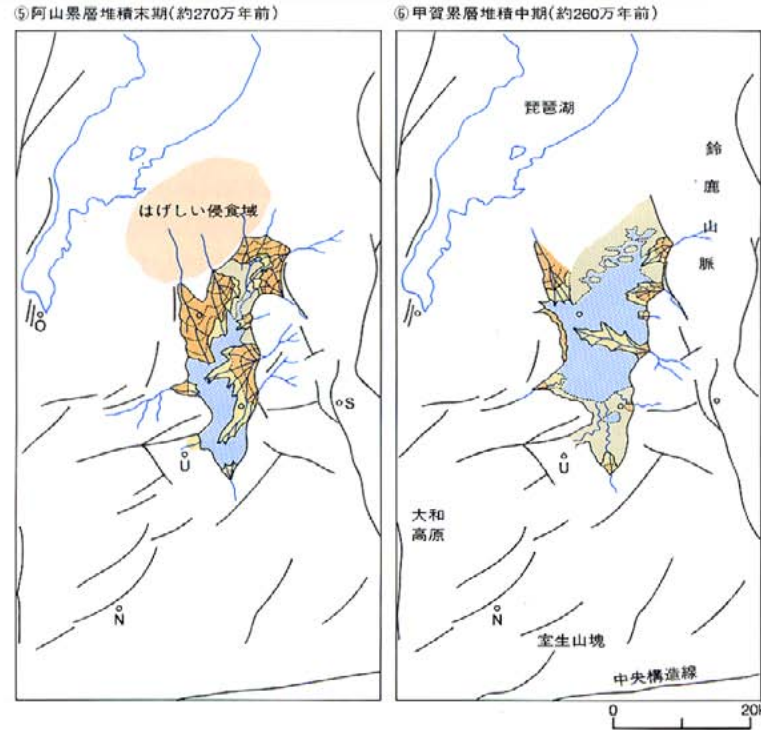 ⑤阿山累層堆積末期(約270万年前)
はげしい侵食域
O
S
U
N
⑥甲賀累層堆積中期(約260万年前)
琵琶湖
鈴鹿山脈
U
大和
高原
N
室生山塊
中央構造線
0
20k